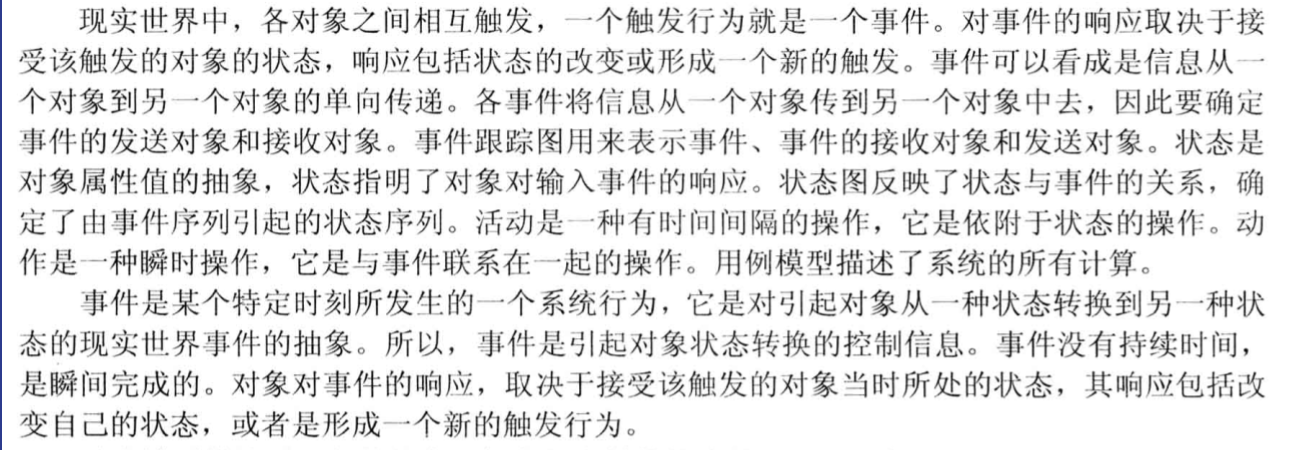 现实世界中，各对象之间相互触发，一个触发行为就是一个事件。对事件的响应取决于接
受该触发的对象的状态，响应包括状态的改变或形成一个新的触发。事件可以看成是信息从一
个对象到另一个对象的单向传递。各事件将信息从一个对象传到另一个对象中去，因此要确定
事件的发送对象和接收对象。事件跟踪图用来表示事件、事件的接收对象和发送对象。状态是
对象属性值的抽象，状态指明了对象对输入事件的响应。状态图反映了状态与事件的关系，确
定了由事件序列引起的状态序列。活动是一种有时间间隔的操作，它是依附于状态的操作。动
作是一种瞬时操作，它是与事件联系在一起的操作。用例模型描述了系统的所有计算。
事件是某个特定时刻所发生的一个系统行为，它是对引起对象从一种状态转换到另一种状
态的现实世界事件的抽象。所以，事件是引起对象状态转换的控制信息。事件没有持续时间，
是瞬间完成的。对象对事件的响应，取决于接受该触发的对象当时所处的状态，其响应包括改
变自己的状态，或者是形成一个新的触发行为。